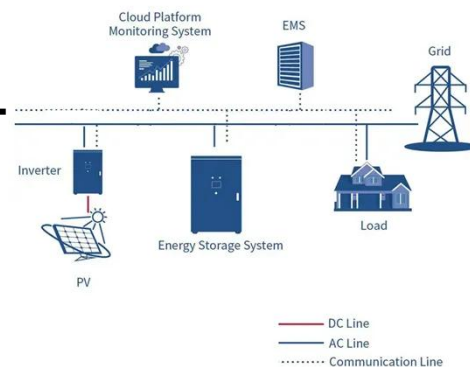 Cloud Platform
Monitoring System
EMS
Grid
Inverter
Energy Storage System
Load
PV
DC Line
AC Line
Communication Line